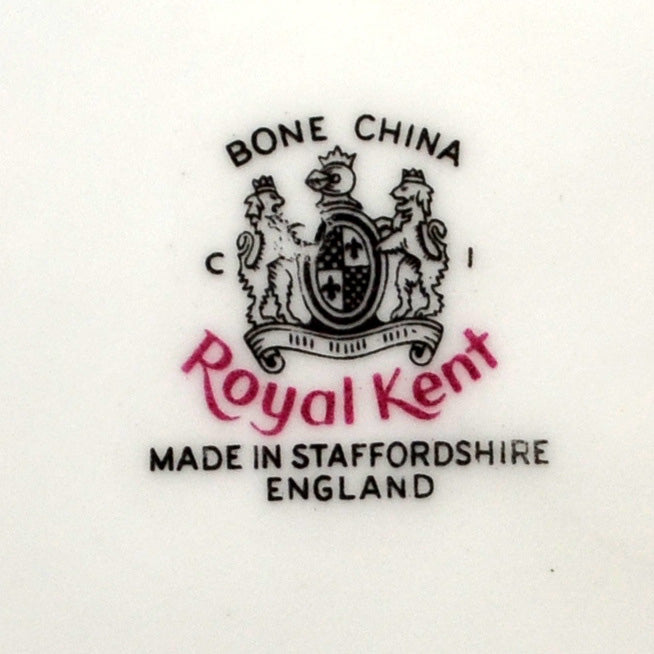 BONE CHINA
C I
Royal Kent
MADE IN STAFFORDSHIRE
ENGLAND